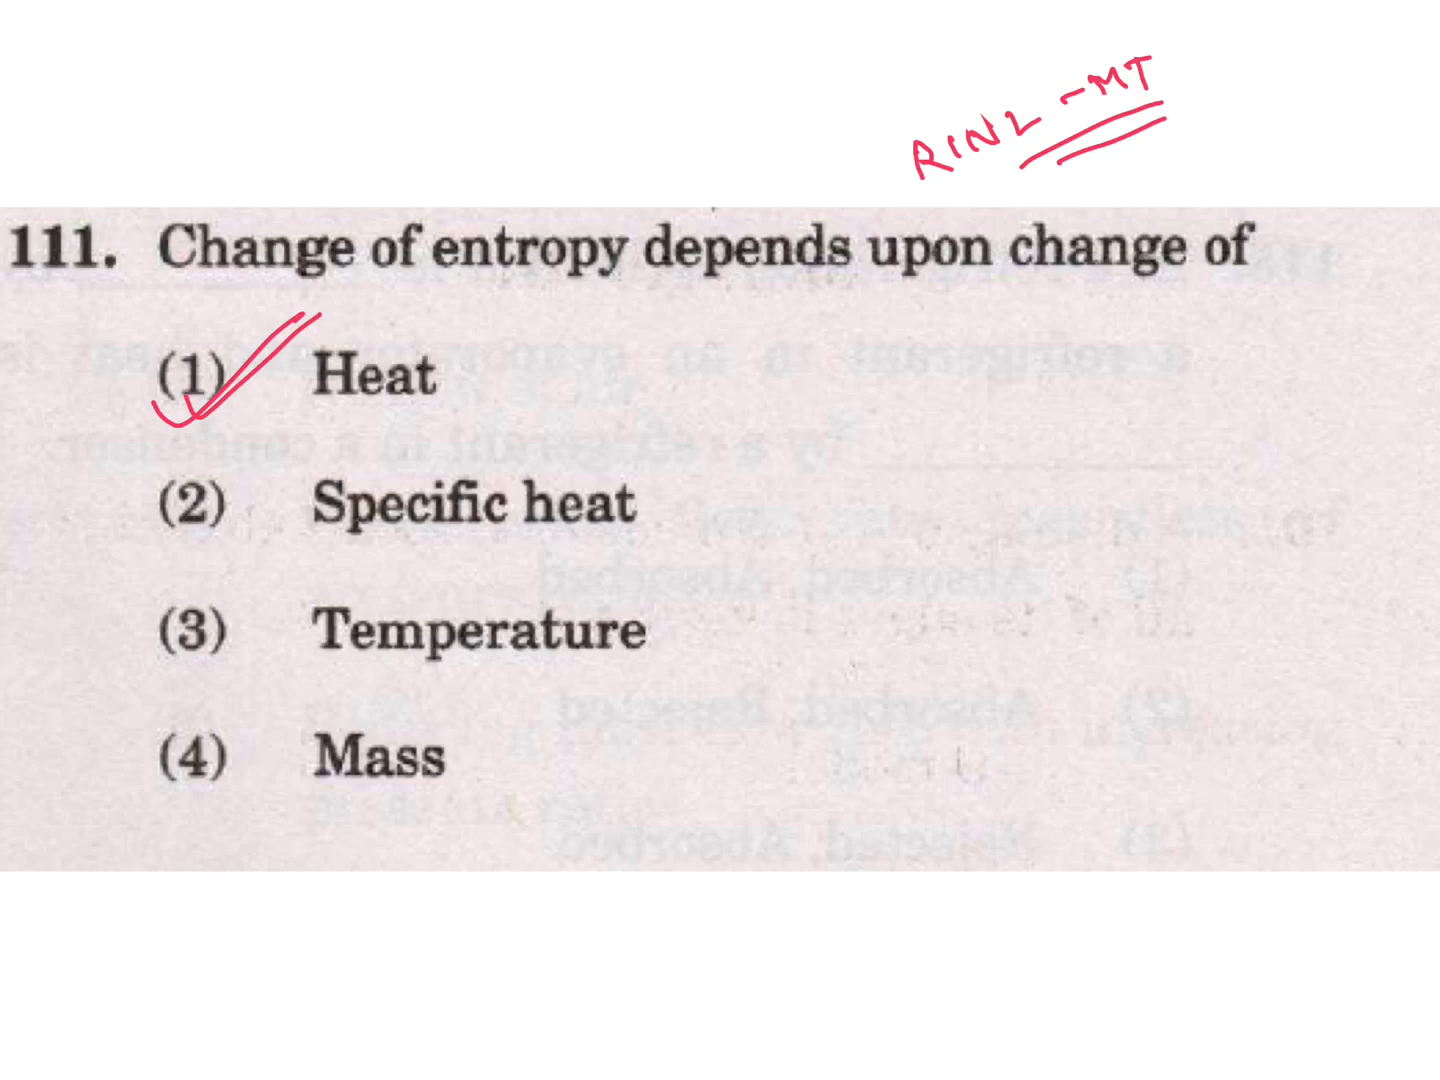 RINL - MT
111. Change of entropy depends upon change of
(1) Heat
(2) Specific heat
(3) Temperature
(4) Mass